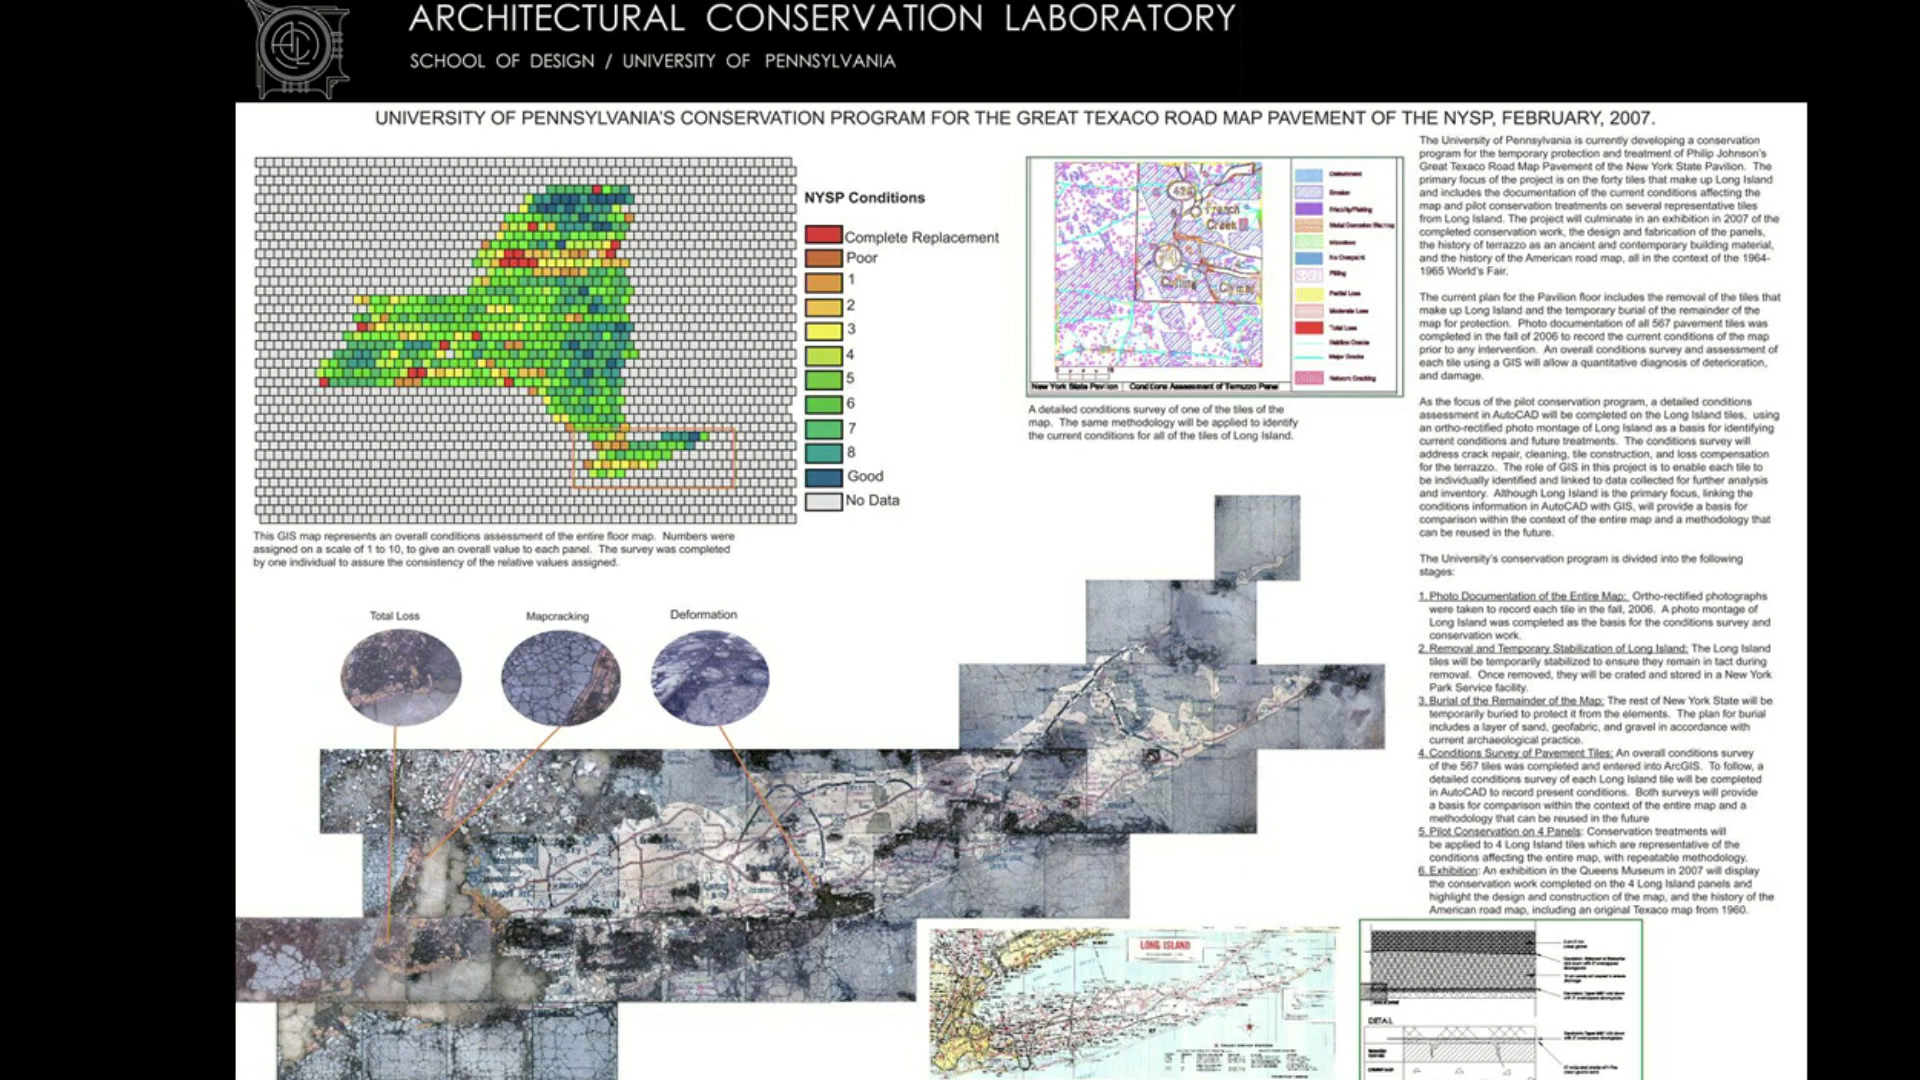 ARCHITECTURAL CONSERVATION LABORATORY
SCHOOL OF DESIGN / UNIVERSITY OF PENNSYLVANIA
UNIVERSITY OF PENNSYLVANIA'S CONSERVATION PROGRAM FOR THE GREAT TEXACO ROAD MAP PAVEMENT OF THE NYSP, FEBRUARY, 2007.
NYSP Conditions
Complete Replacement
Poor
1
2
3
4
5
6
7
8
Good
No Data
This GIS map represents an overall conditions assessment of the entire floor map. Numbers were
assigned on a scale of 1 to 10, to give an overall value to each panel. The survey was completed
by one individual to assure the consistency of the relative values assigned.
French
Creek
Erosion
Partial Loss
Moderate Loss
Total Loss
Hairline Cracks
Major Cracks
Network Cracking
New York State Pavilion
Conditions Assessment of Terrazzo Panel
A detailed conditions survey of one of the tiles of the
map. The same methodology will be applied to identify
the current conditions for all of the tiles of Long Island.
Total Loss
Mapcracking
Deformation
LONG ISLAND
The University of Pennsylvania is currently developing a conservation
program for the temporary protection and treatment of Philip Johnson's
Great Texaco Road Map Pavement of the New York State Pavilion. The
primary focus of the project is on the forty tiles that make up Long Island
and includes the documentation of the current conditions affecting the
map and pilot conservation treatments on several representative tiles
from Long Island. The project will culminate in an exhibition in 2007 of the
completed conservation work, the design and fabrication of the panels,
the history of terrazzo as an ancient and contemporary building material,
and the history of the American road map, all in the context of the 1964-
1965 World's Fair.
The current plan for the Pavilion floor includes the removal of the tiles that
make up Long Island and the temporary burial of the remainder of the
map for protection. Photo documentation of all 567 pavement tiles was
completed in the fall of 2006 to record the current conditions of the map
prior to any intervention. An overall conditions survey and assessment of
each tile using a GIS will allow a quantitative diagnosis of deterioration,
and damage.
As the focus of the pilot conservation program, a detailed conditions
assessment in AutoCAD will be completed on the Long Island tiles, using
an ortho-rectified photo montage of Long Island as a basis for identifying
current conditions and future treatments. The conditions survey will
address crack repair, cleaning, tile construction, and loss compensation
for the terrazzo. The role of GIS in this project is to enable each tile to
be individually identified and linked to data collected for further analysis
and inventory. Although Long Island is the primary focus, linking the
conditions information in AutoCAD with GIS, will provide a basis for
comparison within the context of the entire map and a methodology that
can be reused in the future.
The University's conservation program is divided into the following
stages:
1. Photo Documentation of the Entire Map: Ortho-rectified photographs
were taken to record each tile in the fall, 2006. A photo montage of
Long Island was completed as the basis for the conditions survey and
conservation work.
2. Removal and Temporary Stabilization of Long Island: The Long Island
tiles will be temporarily stabilized to ensure they remain in tact during
removal. Once removed, they will be crated and stored in a New York
Park Service facility.
3. Burial of the Remainder of the Map: The rest of New York State will be
temporarily buried to protect it from the elements. The plan for burial
includes a layer of sand, geofabric, and gravel in accordance with
current archaeological practice.
4. Conditions Survey of Pavement Tiles: An overall conditions survey
of the 567 tiles was completed and entered into ArcGIS. To follow, a
detailed conditions survey of each Long Island tile will be completed
in AutoCAD to record present conditions. Both surveys will provide
a basis for comparison within the context of the entire map and a
methodology that can be reused in the future
5. Pilot Conservation on 4 Panels: Conservation treatments will
be applied to 4 Long Island tiles which are representative of the
conditions affecting the entire map, with repeatable methodology.
6. Exhibition: An exhibition in the Queens Museum in 2007 will display
the conservation work completed on the 4 Long Island panels and
highlight the design and construction of the map, and the history of the
American road map, including an original Texaco map from 1960.
DETAIL